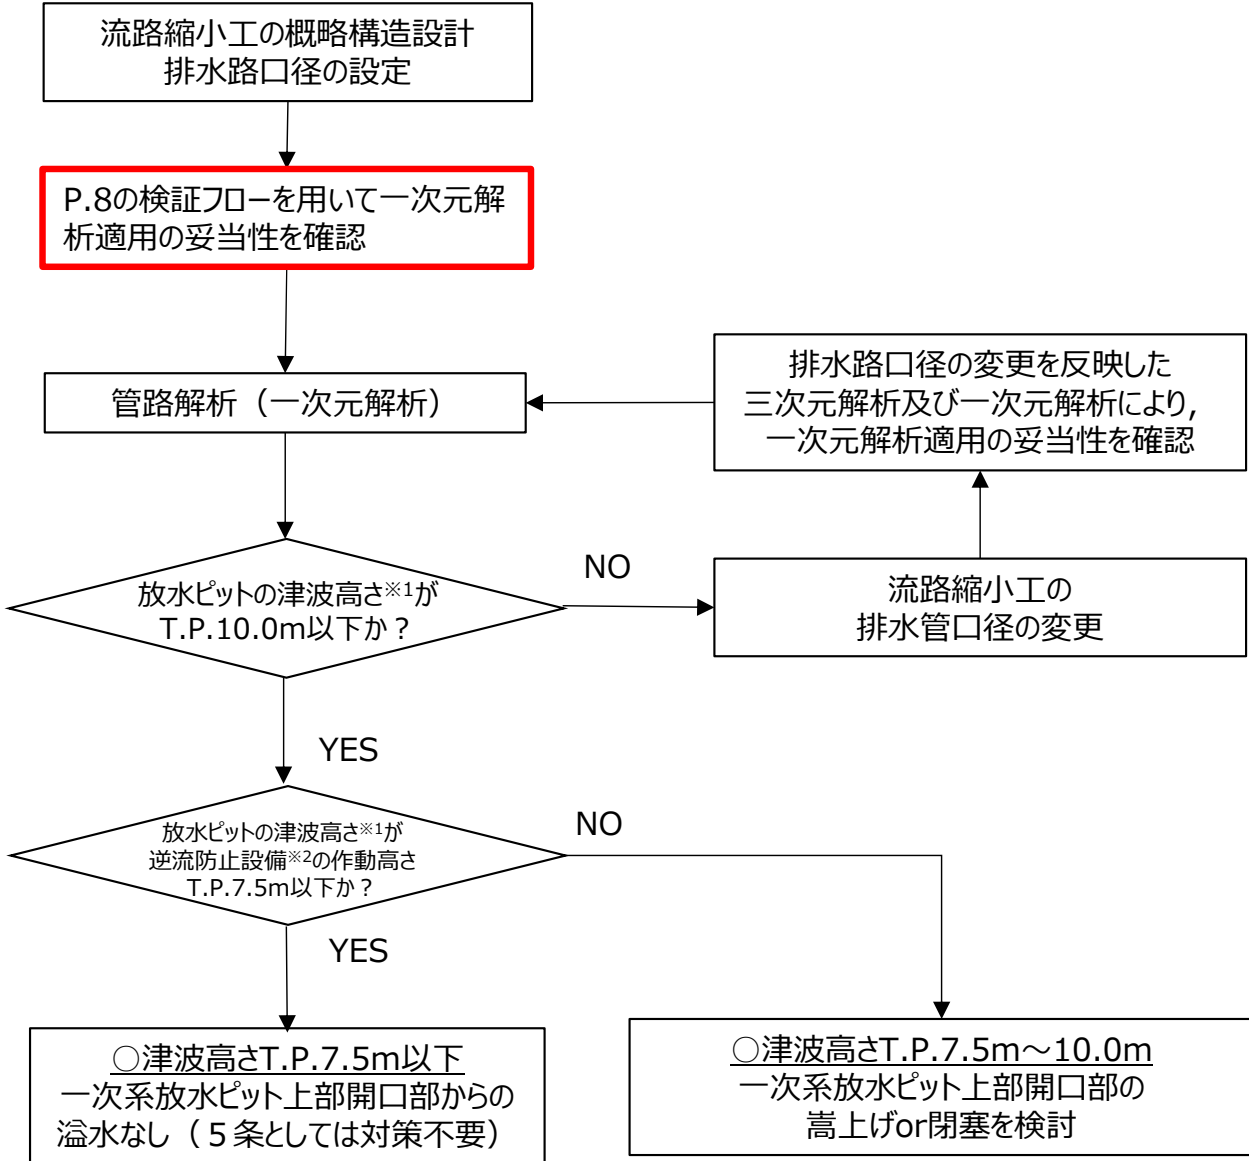 流路縮小工の概略構造設計
排水路口径の設定
P.8の検証フローを用いて一次元解
析適用の妥当性を確認
管路解析（一次元解析）
排水路口径の変更を反映した
三次元解析及び一次元解析により,
一次元解析適用の妥当性を確認
放水ピットの津波高さ※1が
T.P.10.0m以下か？
NO
流路縮小工の
排水管口径の変更
YES
放水ピットの津波高さ※1が
逆流防止設備※2の作動高さ
T.P.7.5m以下か？
NO
YES
○津波高さT.P.7.5m以下
一次系放水ピット上部開口部からの
溢水なし（５条としては対策不要）
○津波高さT.P.7.5m～10.0m
一次系放水ピット上部開口部の
嵩上げor閉塞を検討